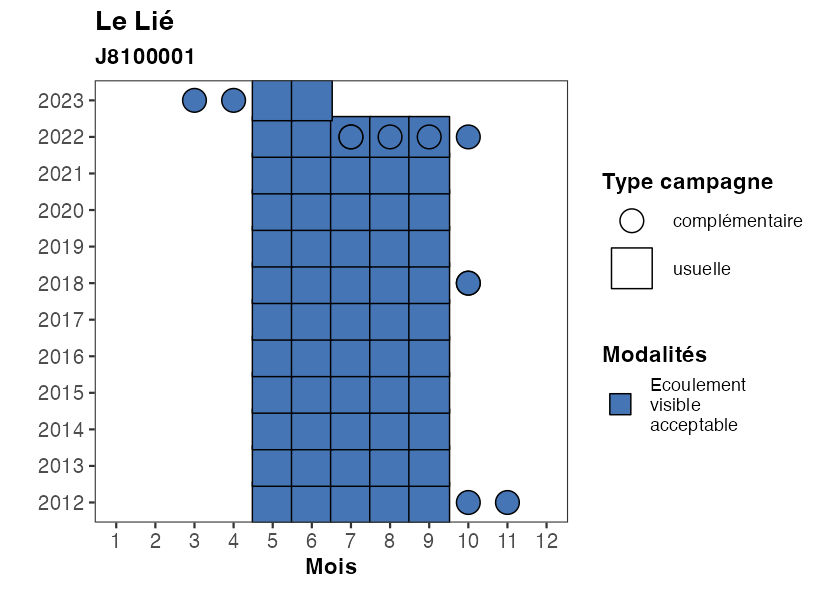 Le Lié
J8100001
2023
2022
2021
2020
2019
2018
2017
2016
2015
2014
2013
2012
1 2 3 4 5 6 7 8 9 10 11 12
Mois
Type campagne
complémentaire
usuelle
Modalités
Ecoulement
visible
acceptable